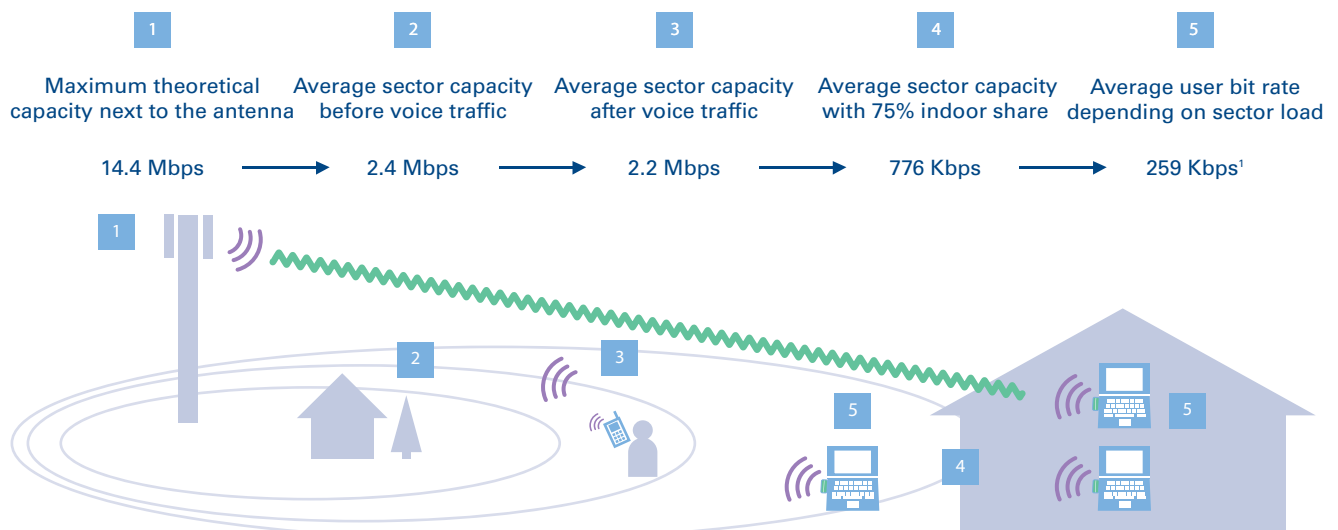 1
2
3
4
5
Maximum theoretical
capacity next to the antenna
Average sector capacity
before voice traffic
Average sector capacity
after voice traffic
Average sector capacity
with 75% indoor share
Average user bit rate
depending on sector load
14.4 Mbps
2.4 Mbps
2.2 Mbps
776 Kbps
259 Kbps¹
1
2
3
5
5
4